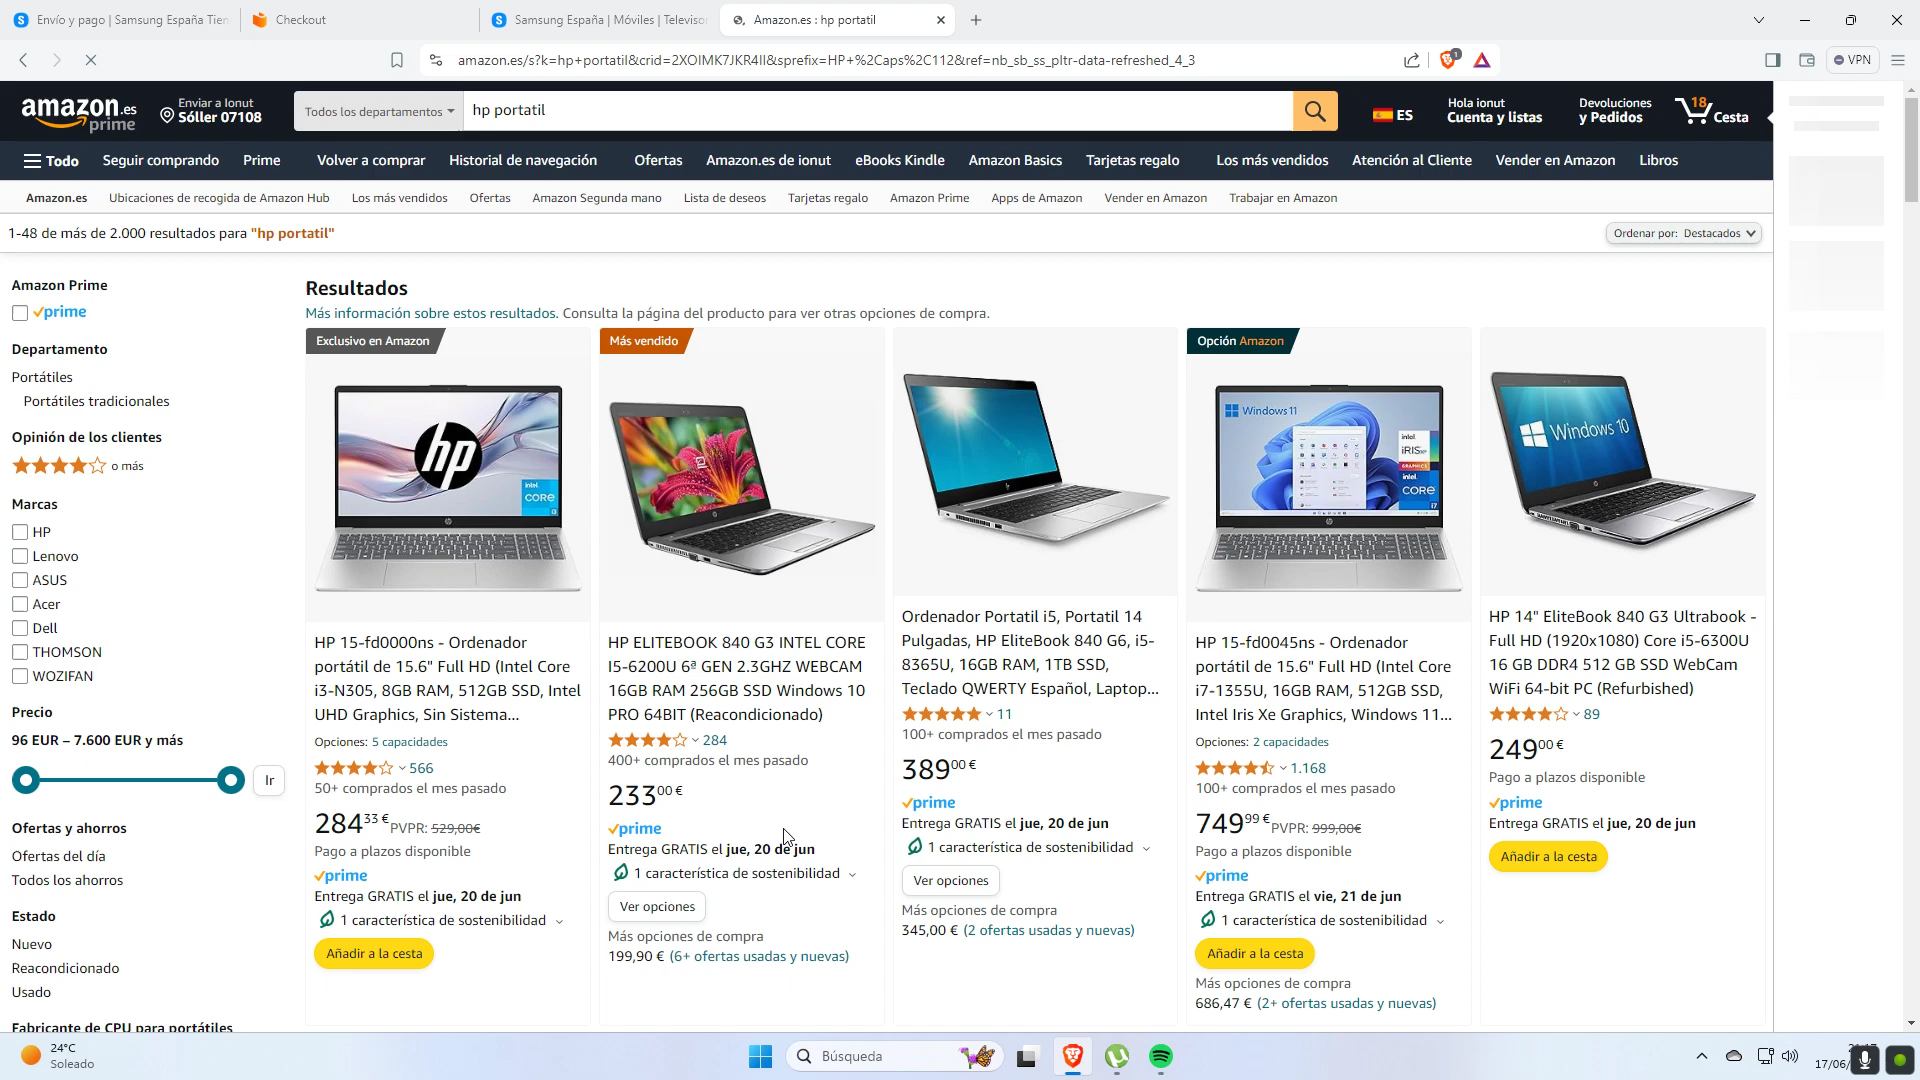 Envío y pago | Samsung España Tien
Checkout
Samsung España | Móviles | Televisor
Amazon.es : hp portatil
amazon.es/s?k=hp+portatil&crid=2XOIMK7JKR4II&sprefix=HP+%2Caps%2C112&ref=nb_sb_ss_pltr-data-refreshed_4_3
1
VPN
amazon.es
prime
Enviar a Ionut
Sóller 07108
Todos los departamentos
hp portatil
ES
Hola ionut
Cuenta y listas
Devoluciones
y Pedidos
18
Cesta
Todo
Seguir comprando
Prime
Volver a comprar
Historial de navegación
Ofertas
Amazon.es de ionut
eBooks Kindle
Amazon Basics
Tarjetas regalo
Los más vendidos
Atención al Cliente
Vender en Amazon
Libros
Amazon.es
Ubicaciones de recogida de Amazon Hub
Los más vendidos
Ofertas
Amazon Segunda mano
Lista de deseos
Tarjetas regalo
Amazon Prime
Apps de Amazon
Vender en Amazon
Trabajar en Amazon
1-48 de más de 2.000 resultados para "hp portatil"
Ordenar por: Destacados
Amazon Prime
prime
Departamento
Portátiles
Portátiles tradicionales
Opinión de los clientes
o más
Marcas
HP
Lenovo
ASUS
Acer
Dell
THOMSON
WOZIFAN
Precio
96 EUR – 7.600 EUR y más
Ir
Ofertas y ahorros
Ofertas del día
Todos los ahorros
Estado
Nuevo
Reacondicionado
Usado
Fabricante de CPU para portátiles
Resultados
Más información sobre estos resultados. Consulta la página del producto para ver otras opciones de compra.
Exclusivo en Amazon
hp
intel
CORE
i3
HP 15-fd0000ns - Ordenador
portátil de 15.6" Full HD (Intel Core
i3-N305, 8GB RAM, 512GB SSD, Intel
UHD Graphics, Sin Sistema...
Opciones: 5 capacidades
566
50+ comprados el mes pasado
284,33 € PVPR: 529,00€
Pago a plazos disponible
prime
Entrega GRATIS el jue, 20 de jun
1 característica de sostenibilidad
Añadir a la cesta
Más vendido
HP ELITEBOOK 840 G3 INTEL CORE
I5-6200U 6ª GEN 2.3GHZ WEBCAM
16GB RAM 256GB SSD Windows 10
PRO 64BIT (Reacondicionado)
284
400+ comprados el mes pasado
233,00 €
prime
Entrega GRATIS el jue, 20 de jun
1 característica de sostenibilidad
Ver opciones
Más opciones de compra
199,90 € (6+ ofertas usadas y nuevas)
Ordenador Portatil i5, Portatil 14
Pulgadas, HP EliteBook 840 G6, i5-
8365U, 16GB RAM, 1TB SSD,
Teclado QWERTY Español, Laptop...
11
100+ comprados el mes pasado
389,00 €
prime
Entrega GRATIS el jue, 20 de jun
1 característica de sostenibilidad
Ver opciones
Más opciones de compra
345,00 € (2 ofertas usadas y nuevas)
Opción Amazon
Windows 11
intel
iRISxe
GRAPHICS
intel
CORE
i7
HP 15-fd0045ns - Ordenador
portátil de 15.6" Full HD (Intel Core
i7-1355U, 16GB RAM, 512GB SSD,
Intel Iris Xe Graphics, Windows 11...
Opciones: 2 capacidades
1.168
100+ comprados el mes pasado
749,99 € PVPR: 999,00€
Pago a plazos disponible
prime
Entrega GRATIS el vie, 21 de jun
1 característica de sostenibilidad
Añadir a la cesta
Más opciones de compra
686,47 € (2+ ofertas usadas y nuevas)
Windows 10
HP 14" EliteBook 840 G3 Ultrabook -
Full HD (1920x1080) Core i5-6300U
16 GB DDR4 512 GB SSD WebCam
WiFi 64-bit PC (Refurbished)
89
249,00 €
Pago a plazos disponible
prime
Entrega GRATIS el jue, 20 de jun
Añadir a la cesta
24°C
Soleado
Búsqueda
17/06/